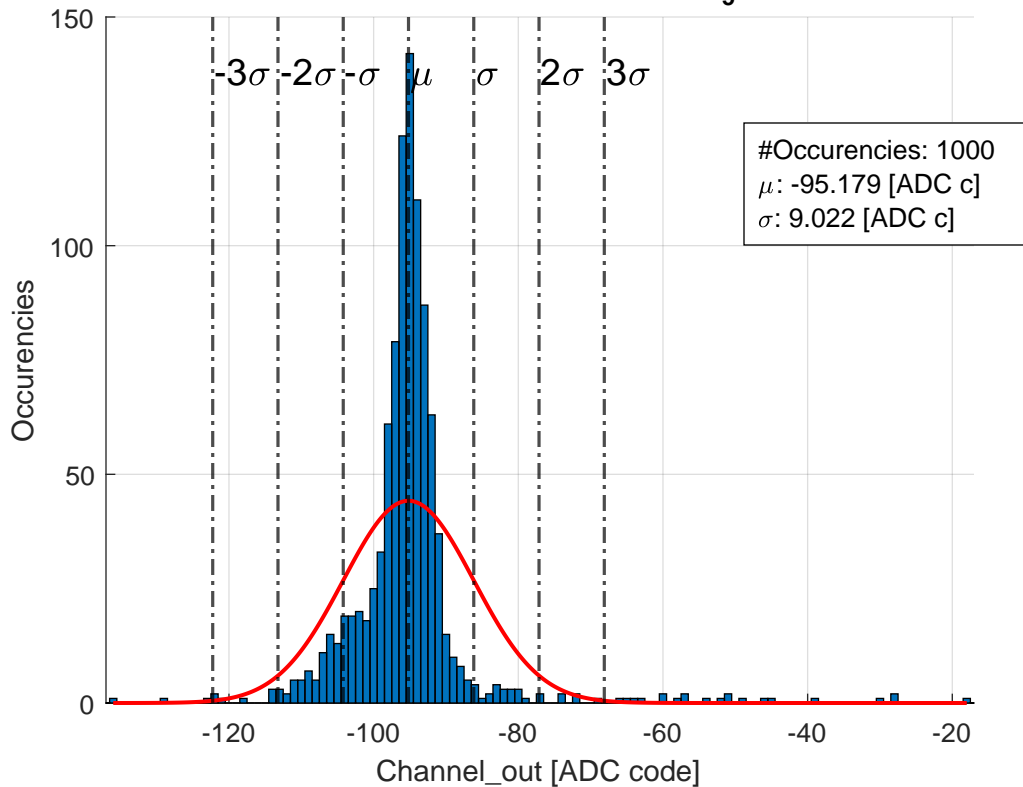 150
100
50
0
Occurencies
-3σ
-2σ
-σ
μ
σ
2σ
3σ
#Occurencies: 1000
μ: -95.179 [ADC c]
σ: 9.022 [ADC c]
-120
-100
-80
-60
-40
-20
Channel_out [ADC code]